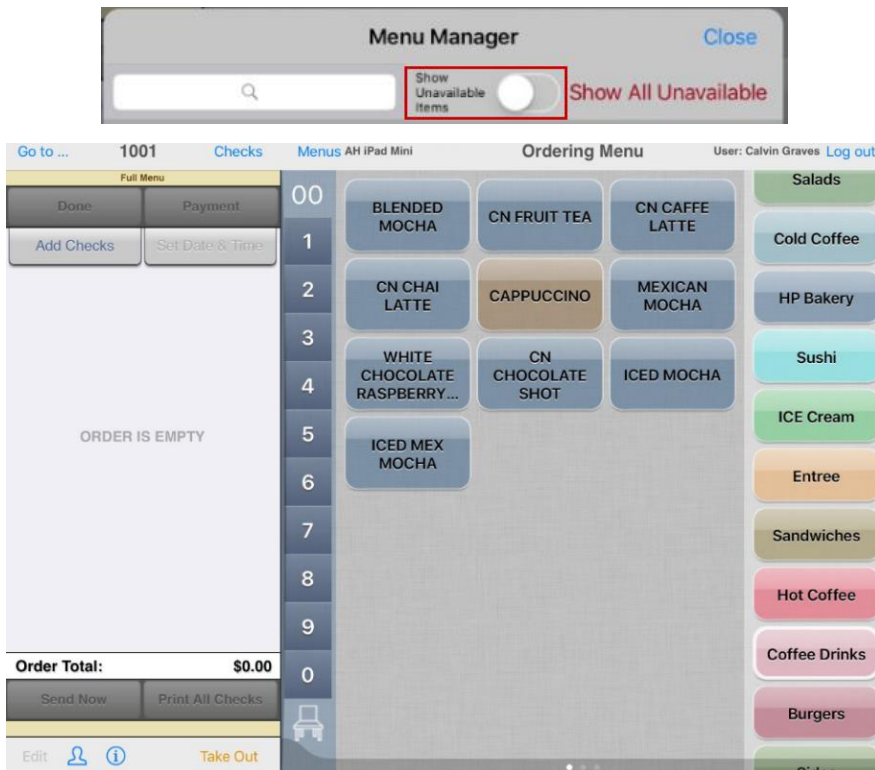 Menu Manager Close
Show
Unavailable
Items
Show All Unavailable
Go to ... 1001 Checks Menus AH iPad Mini Ordering Menu User: Calvin Graves Log out
Full Menu
Done Payment
Add Checks Set Date & Time
ORDER IS EMPTY
Order Total: $0.00
Send Now Print All Checks
Edit Take Out
00
1
2
3
4
5
6
7
8
9
0
BLENDED
MOCHA
CN FRUIT TEA
CN CAFFE
LATTE
CN CHAI
LATTE
CAPPUCCINO
MEXICAN
MOCHA
WHITE
CHOCOLATE
RASPBERRY...
CN
CHOCOLATE
SHOT
ICED MOCHA
ICED MEX
MOCHA
Salads
Cold Coffee
HP Bakery
Sushi
ICE Cream
Entree
Sandwiches
Hot Coffee
Coffee Drinks
Burgers